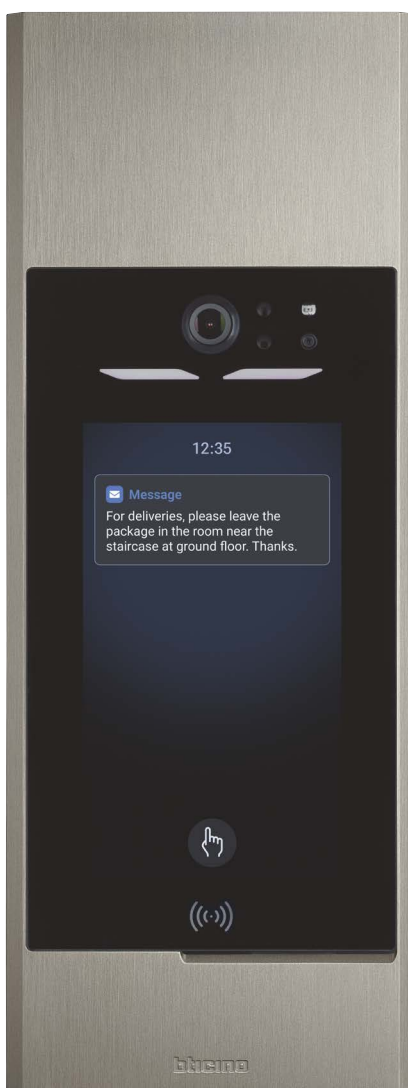 12:35
Message
For deliveries, please leave the
package in the room near the
staircase at ground floor. Thanks.
bticino